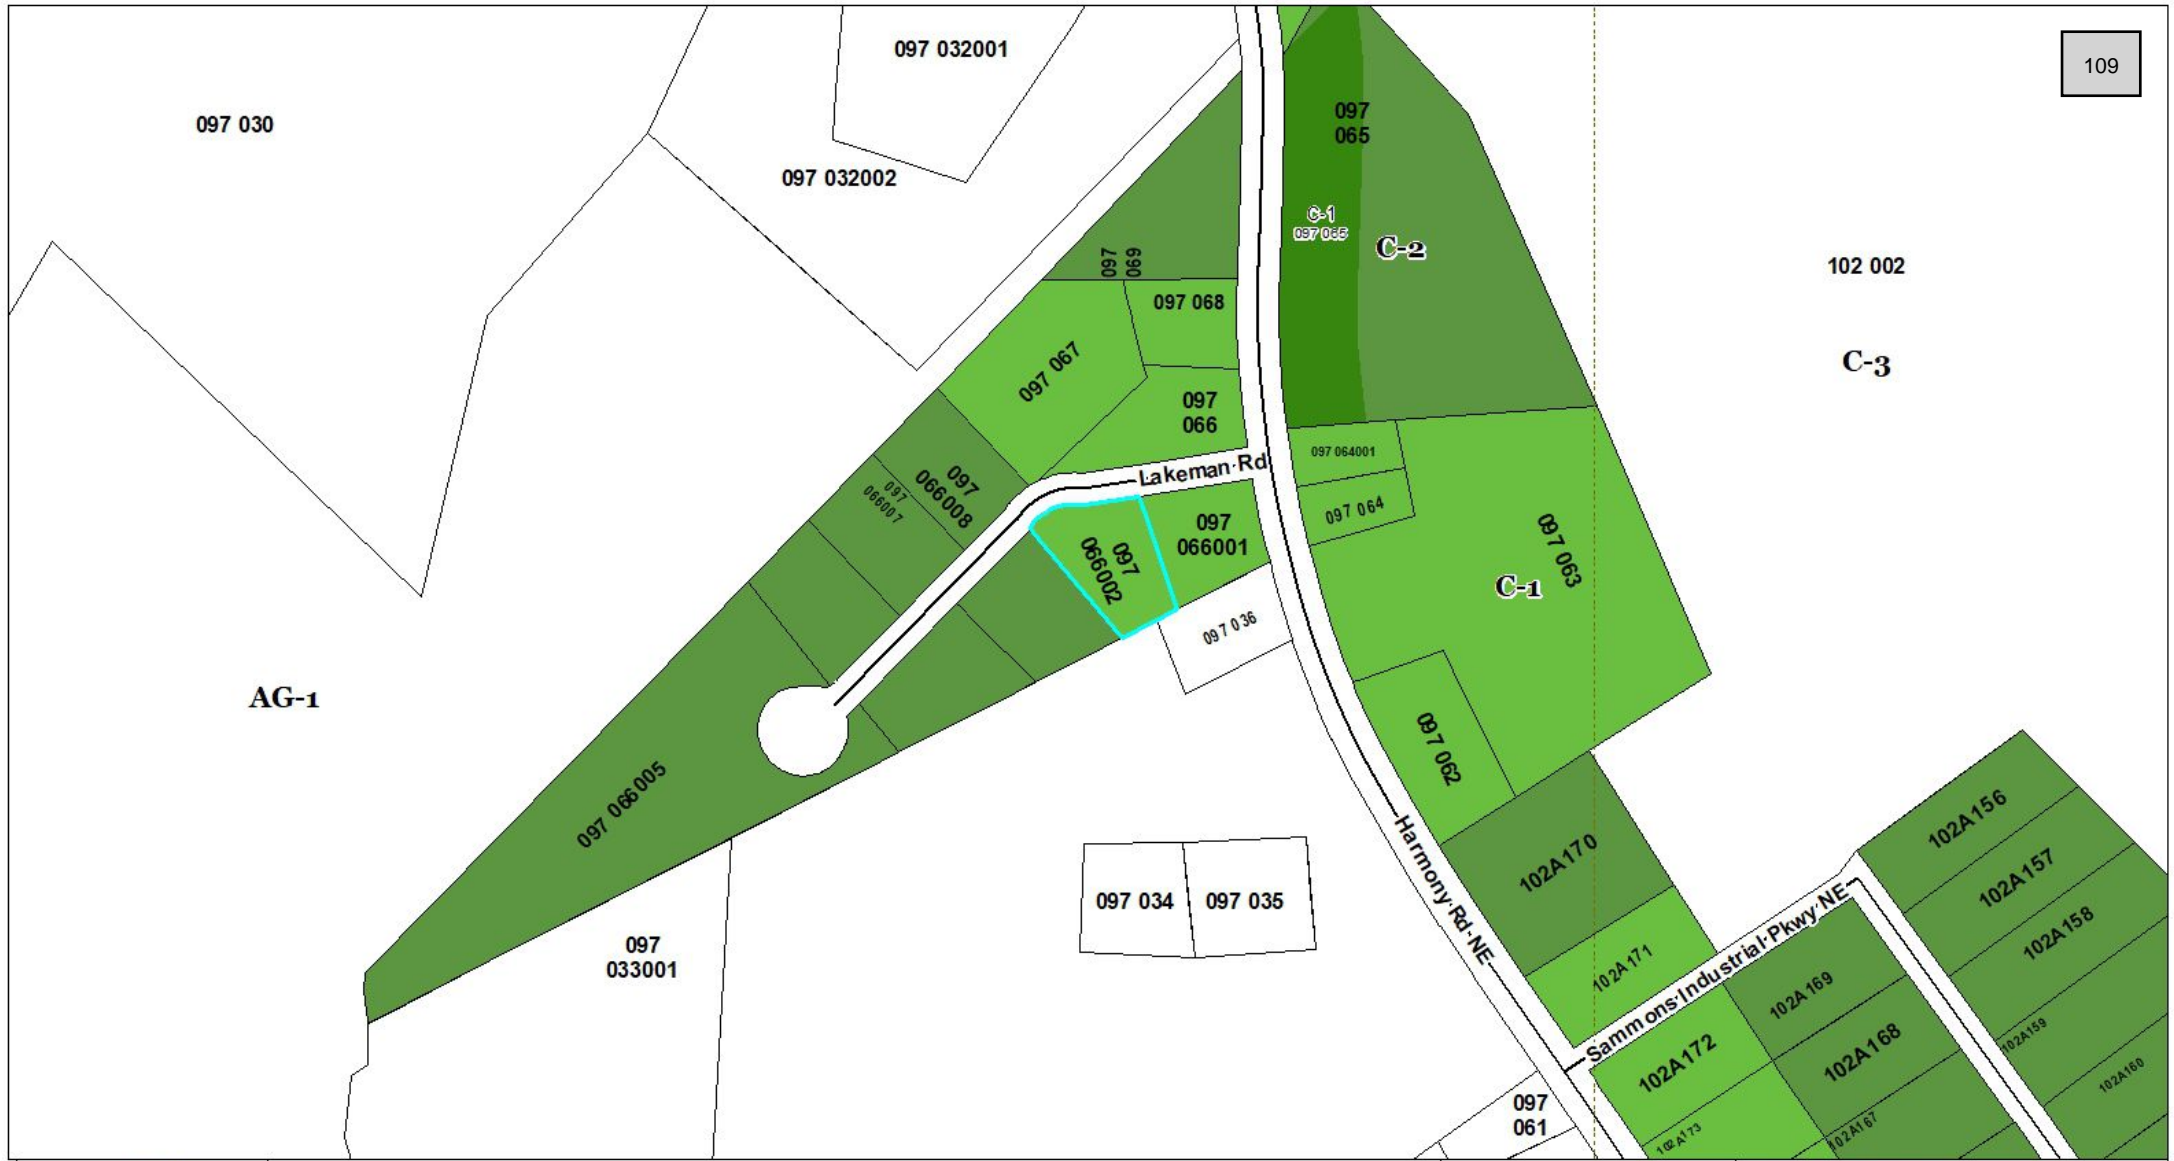 097 032001
109
097 030
097
065
097 032002
C-1
097 065
C-2
097
069
102 002
097 068
097 067
C-3
097
066
097 064001
Lakeman Rd
097
066008
097
066007
097 064
097
066001
097 063
097
066002
C-1
097 036
AG-1
097 062
097 066005
102A156
102A170
102A157
Harmony Rd NE
097 034
097 035
102A158
097
033001
102A171
Sammons Industrial Pkwy NE
102A169
102A159
102A172
102A168
102A160
097
061
102A173
102A167